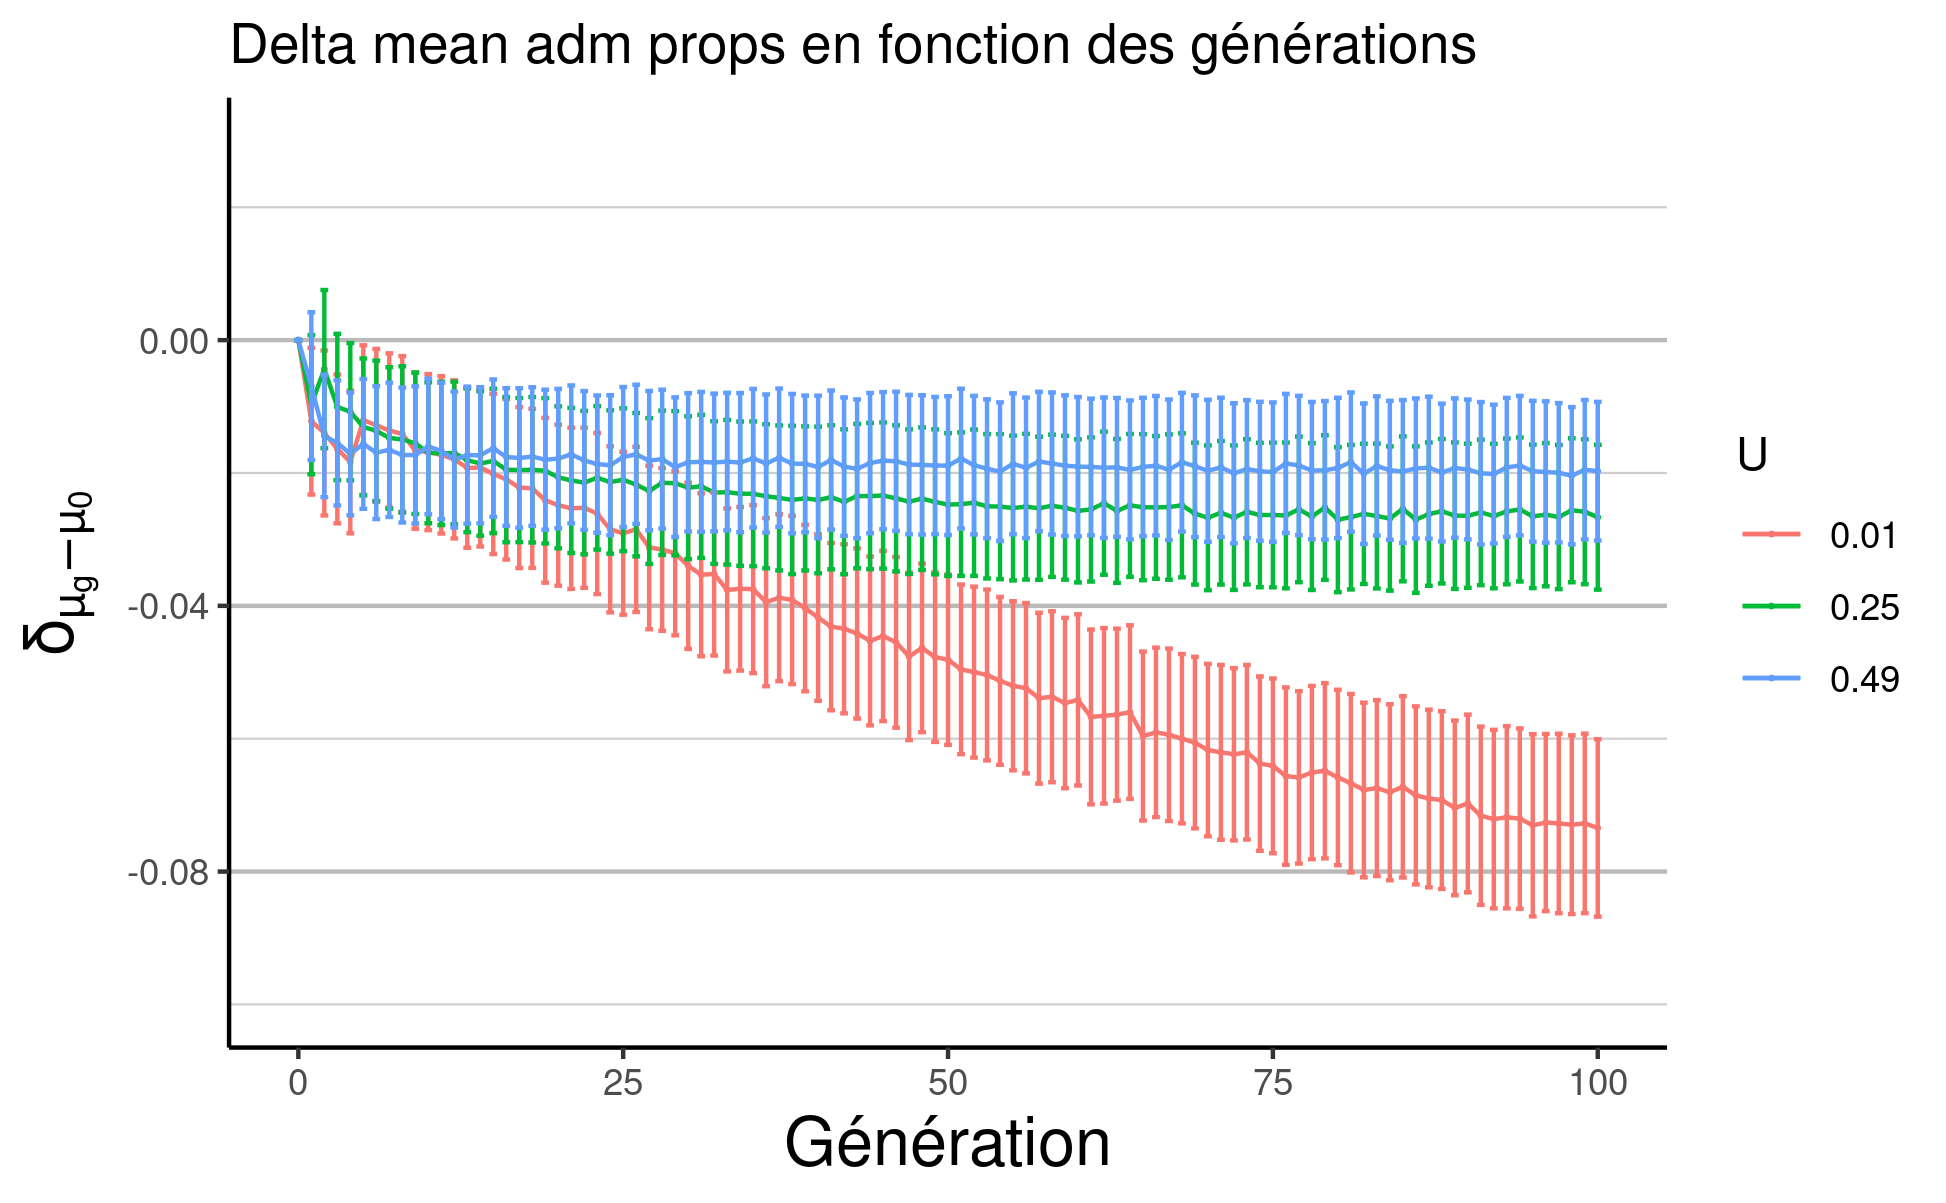 Delta mean adm props en fonction des générations
δμg−μ0
0.00
-0.04
-0.08
0
25
50
75
100
Génération
U
0.01
0.25
0.49